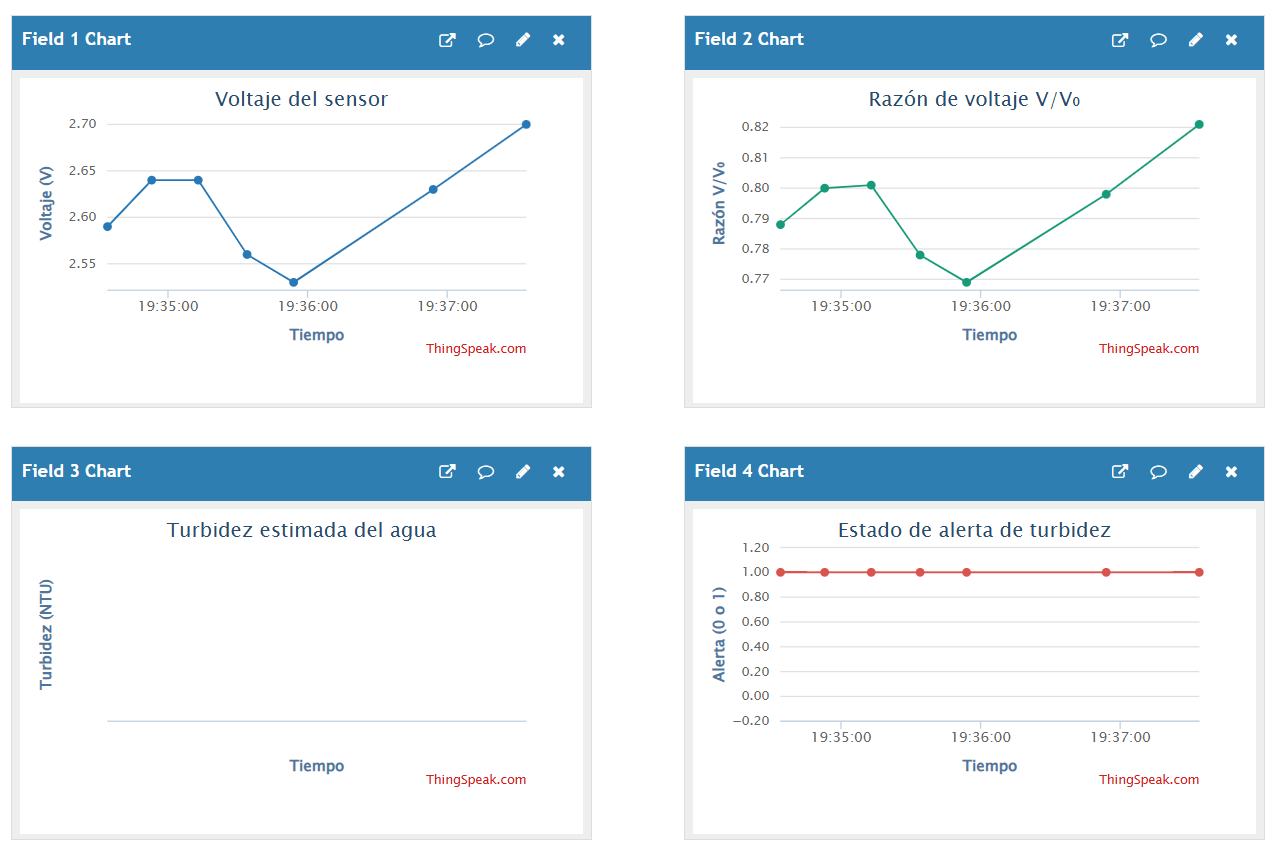 Field 1 Chart
Voltaje del sensor
Voltaje (V)
2.70
2.65
2.60
2.55
19:35:00 19:36:00 19:37:00
Tiempo
ThingSpeak.com
Field 2 Chart
Razón de voltaje V/V₀
Razón V/V₀
0.82
0.81
0.80
0.79
0.78
0.77
19:35:00 19:36:00 19:37:00
Tiempo
ThingSpeak.com
Field 3 Chart
Turbidez estimada del agua
Turbidez (NTU)
Tiempo
ThingSpeak.com
Field 4 Chart
Estado de alerta de turbidez
Alerta (0 o 1)
1.20
1.00
0.80
0.60
0.40
0.20
0.00
−0.20
19:35:00 19:36:00 19:37:00
Tiempo
ThingSpeak.com